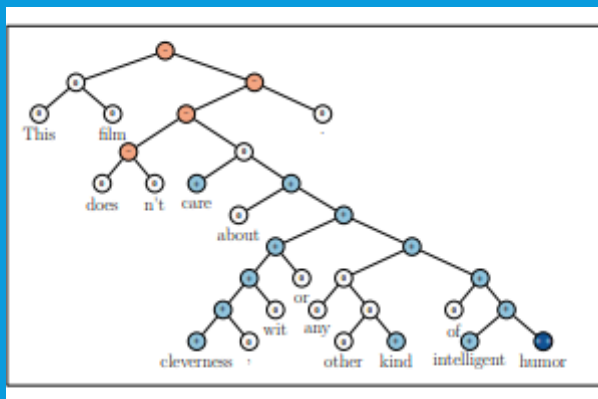 This film .
does n't care
about
or
wit any of
cleverness , other kind intelligent humor